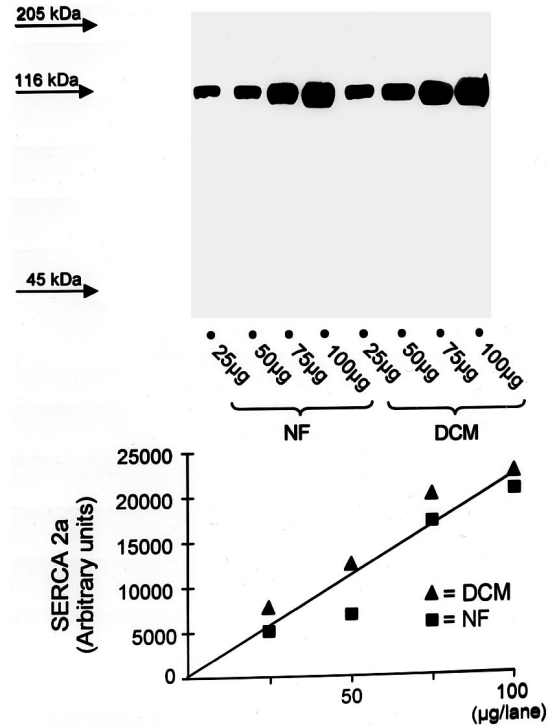 205 kDa
116 kDa
45 kDa
25µg 50µg 75µg 100µg 25µg 50µg 75µg 100µg
NF DCM
25000
20000
15000
10000
5000
0
SERCA 2a
(Arbitrary units)
▲ = DCM
■ = NF
50 100
(µg/lane)